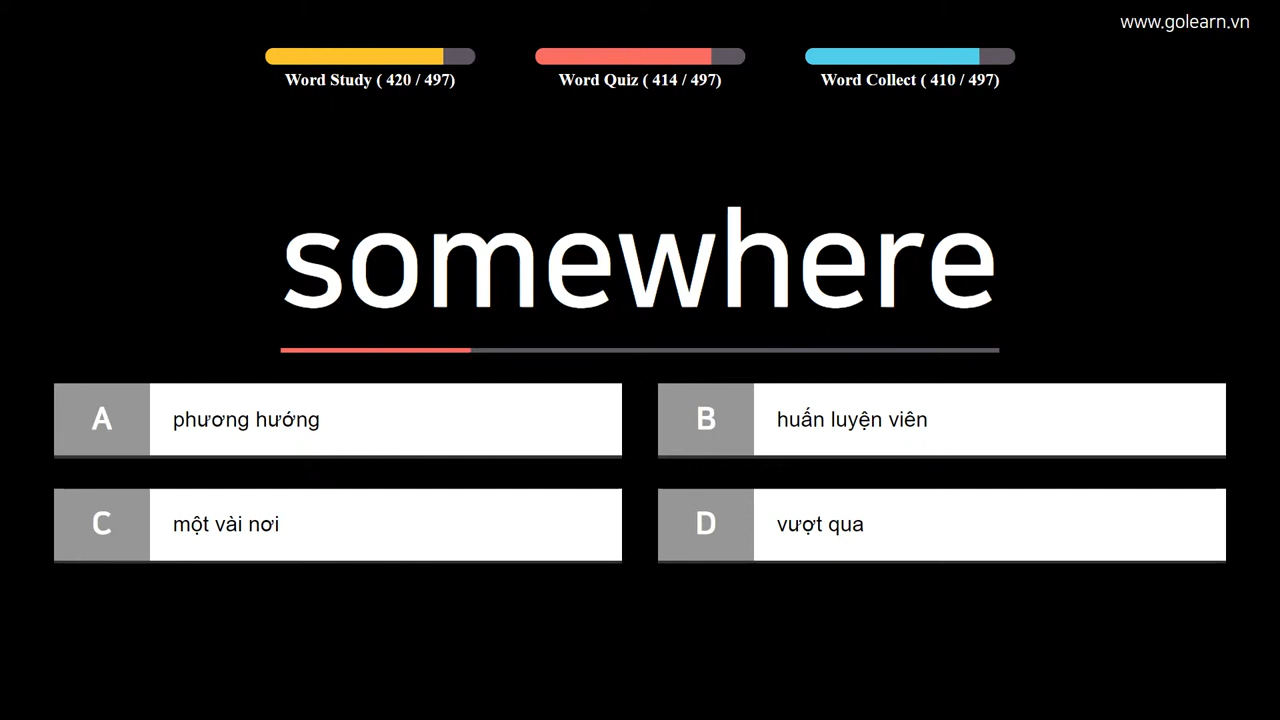 www.golearn.vn
Word Study ( 420 / 497)
Word Quiz ( 414 / 497)
Word Collect ( 410 / 497)
somewhere
A phương hướng
B huấn luyện viên
C một vài nơi
D vượt qua